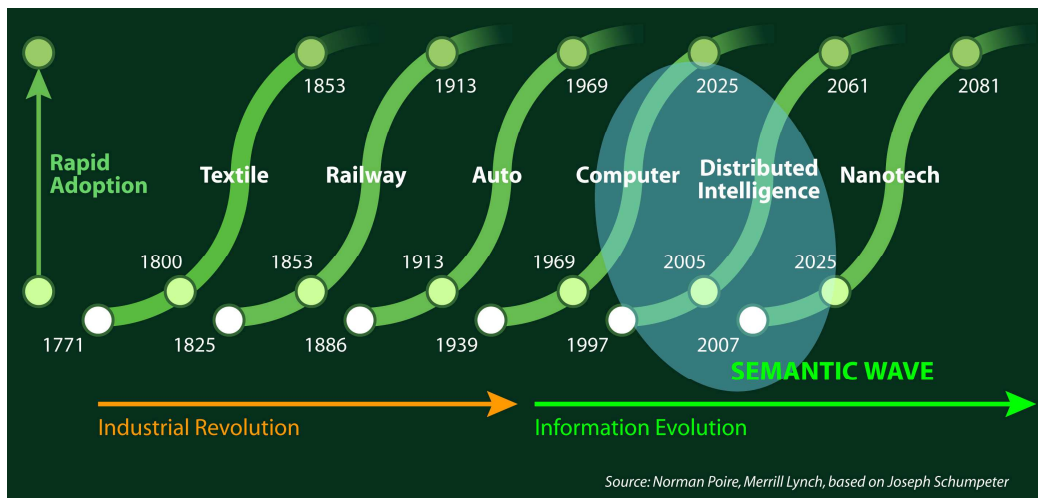 1853
1913
1969
2025
2061
2081
Rapid
Adoption
Textile
Railway
Auto
Computer
Distributed
Intelligence
Nanotech
1800
1853
1913
1969
2005
2025
1771
1825
1886
1939
1997
2007
SEMANTIC WAVE
Industrial Revolution
Information Evolution
Source: Norman Poire, Merrill Lynch, based on Joseph Schumpeter